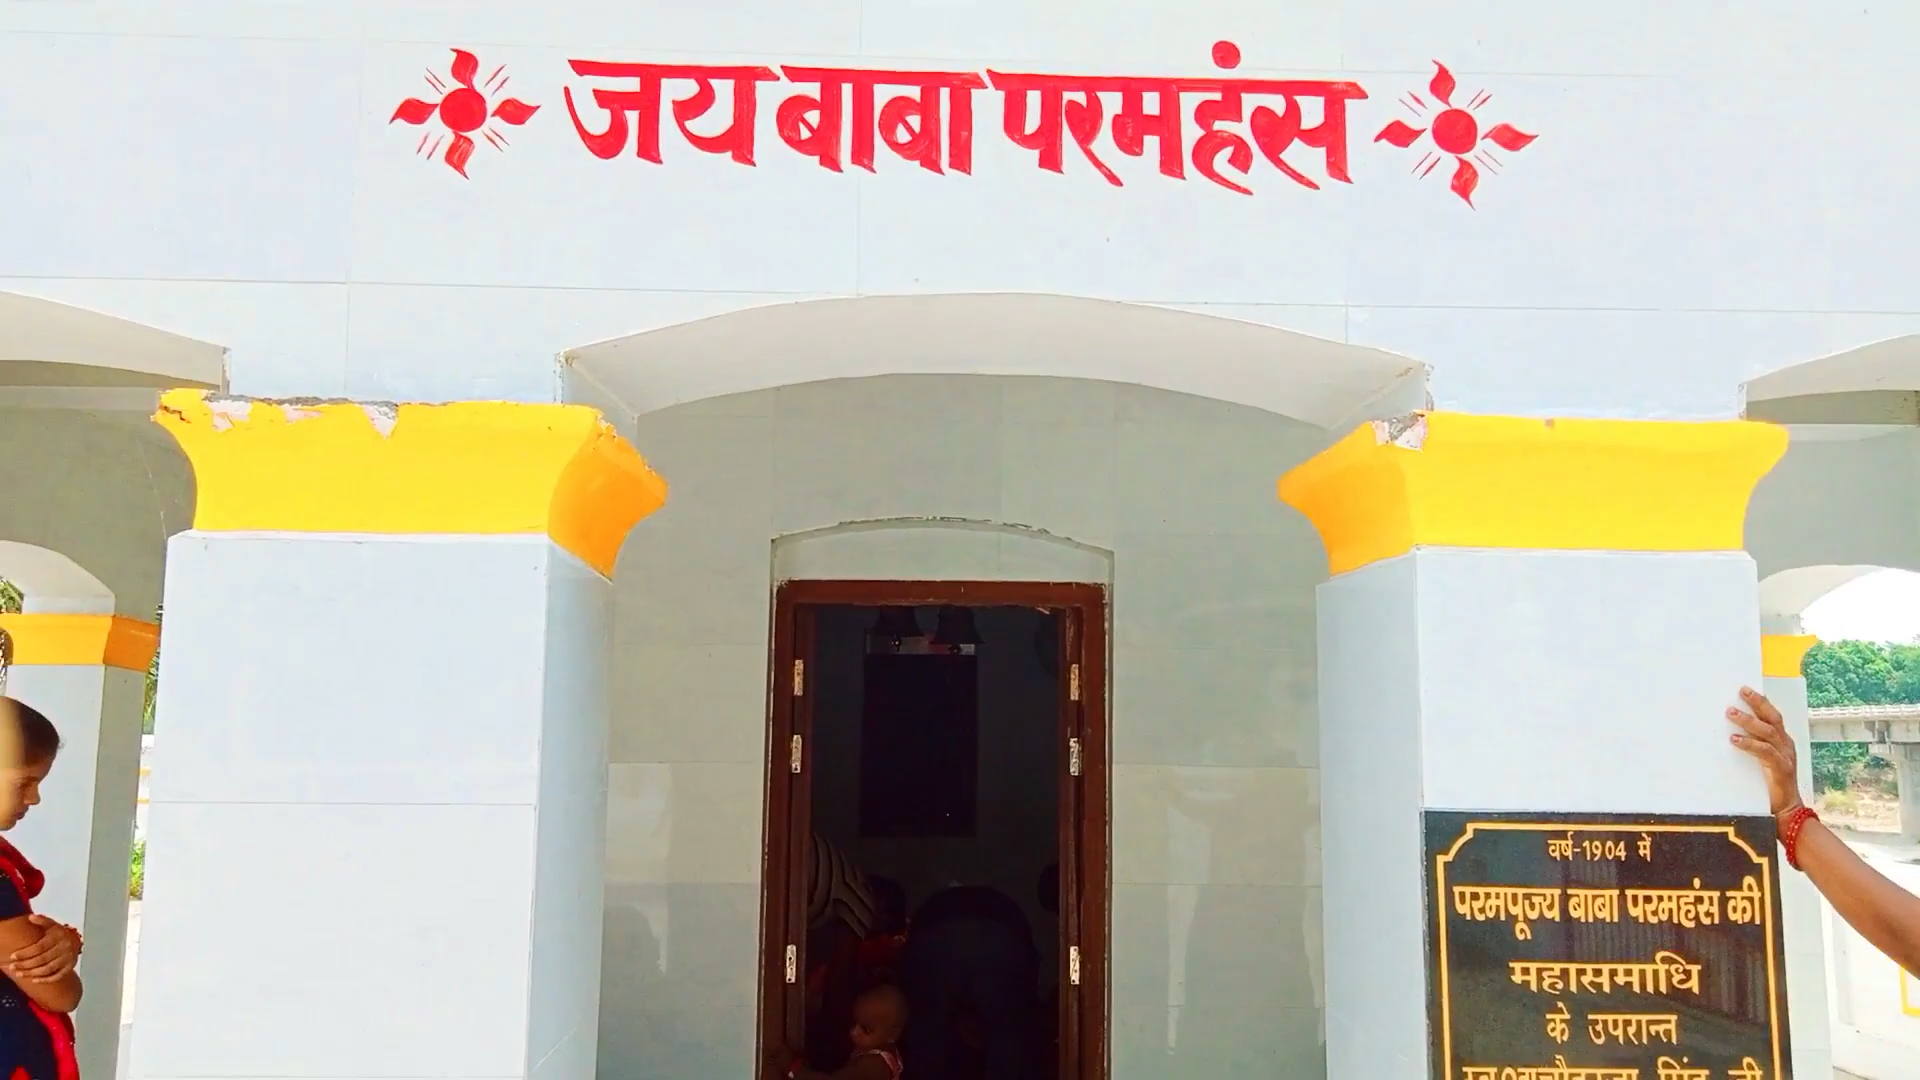 जय बाबा परमहंस
वर्ष-1904 में
परमपूज्य बाबा परमहंस की
महासमाधि
के उपरान्त